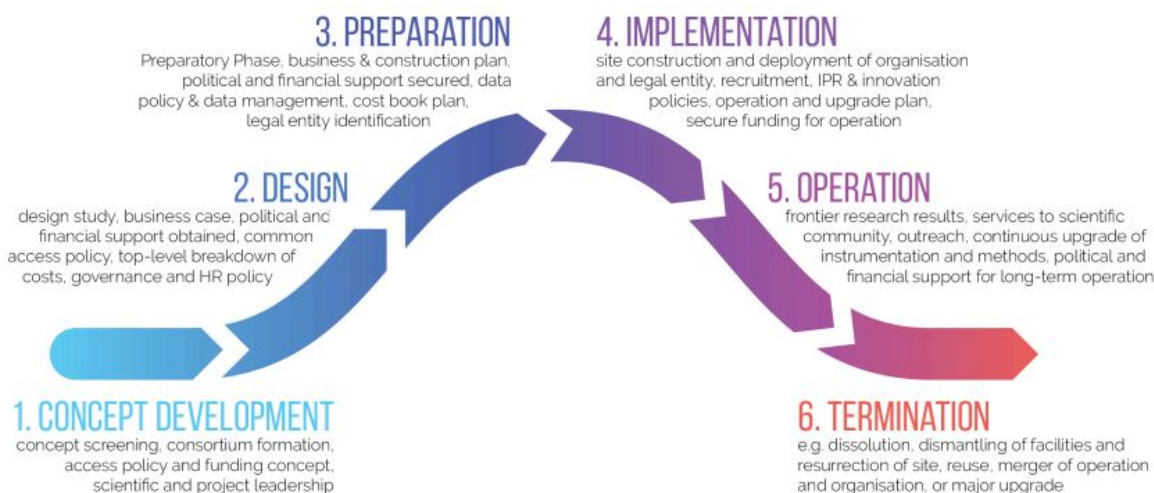 3. PREPARATION
Preparatory Phase, business & construction plan,
political and financial support secured, data
policy & data management, cost book plan,
legal entity identification
4. IMPLEMENTATION
site construction and deployment of organisation
and legal entity, recruitment, IPR & innovation
policies, operation and upgrade plan,
secure funding for operation
2. DESIGN
design study, business case, political and
financial support obtained, common
access policy, top-level breakdown of
costs, governance and HR policy
5. OPERATION
frontier research results, services to scientific
community, outreach, continuous upgrade of
instrumentation and methods, political and
financial support for long-term operation
1. CONCEPT DEVELOPMENT
concept screening, consortium formation,
access policy and funding concept,
scientific and project leadership
6. TERMINATION
e.g. dissolution, dismantling of facilities and
resurrection of site, reuse, merger of operation
and organisation, or major upgrade